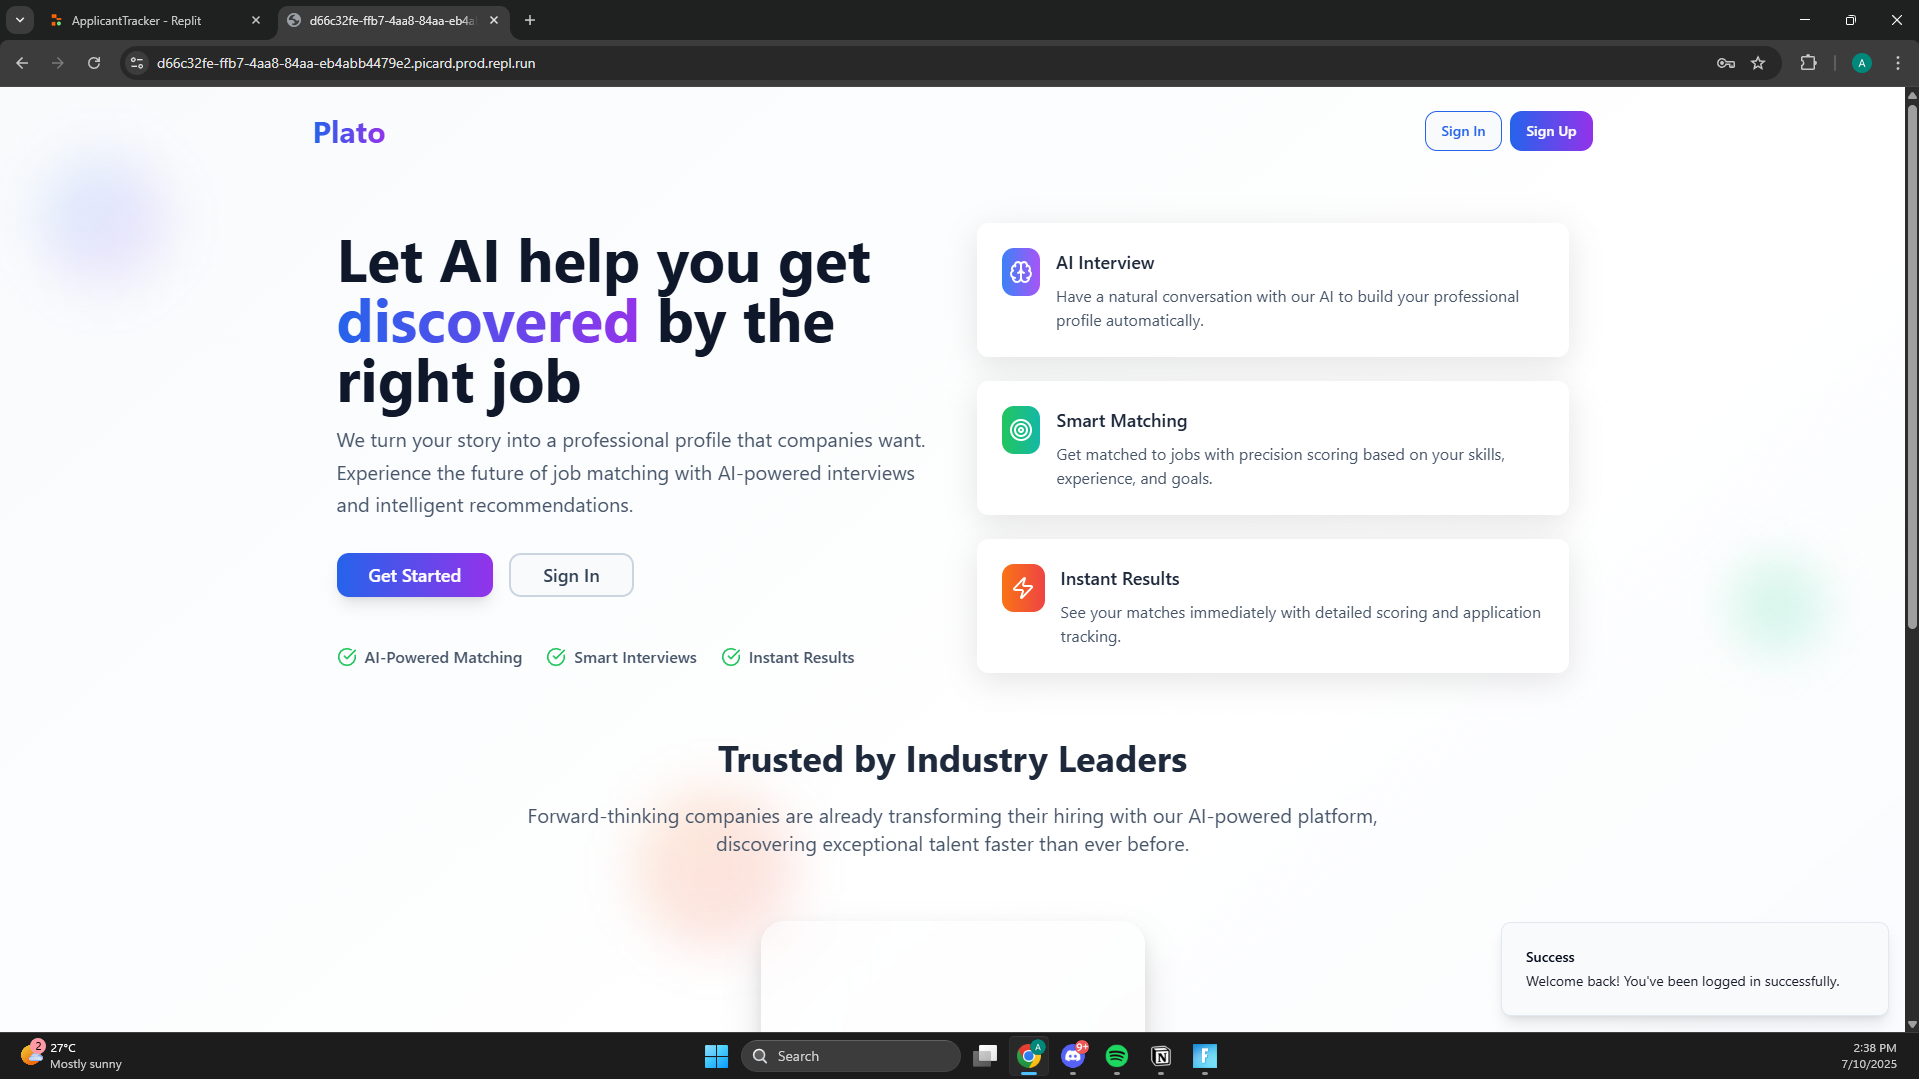 ApplicantTracker - Replit
d66c32fe-ffb7-4aa8-84aa-eb4a
d66c32fe-ffb7-4aa8-84aa-eb4abb4479e2.picard.prod.repl.run
A
Plato
Sign In
Sign Up
Let AI help you get
discovered by the
right job
We turn your story into a professional profile that companies want.
Experience the future of job matching with AI-powered interviews
and intelligent recommendations.
Get Started
Sign In
AI-Powered Matching
Smart Interviews
Instant Results
AI Interview
Have a natural conversation with our AI to build your professional
profile automatically.
Smart Matching
Get matched to jobs with precision scoring based on your skills,
experience, and goals.
Instant Results
See your matches immediately with detailed scoring and application
tracking.
Trusted by Industry Leaders
Forward-thinking companies are already transforming their hiring with our AI-powered platform,
discovering exceptional talent faster than ever before.
Success
Welcome back! You've been logged in successfully.
2
27°C
Mostly sunny
Search
A
9+
N
F
2:38 PM
7/10/2025